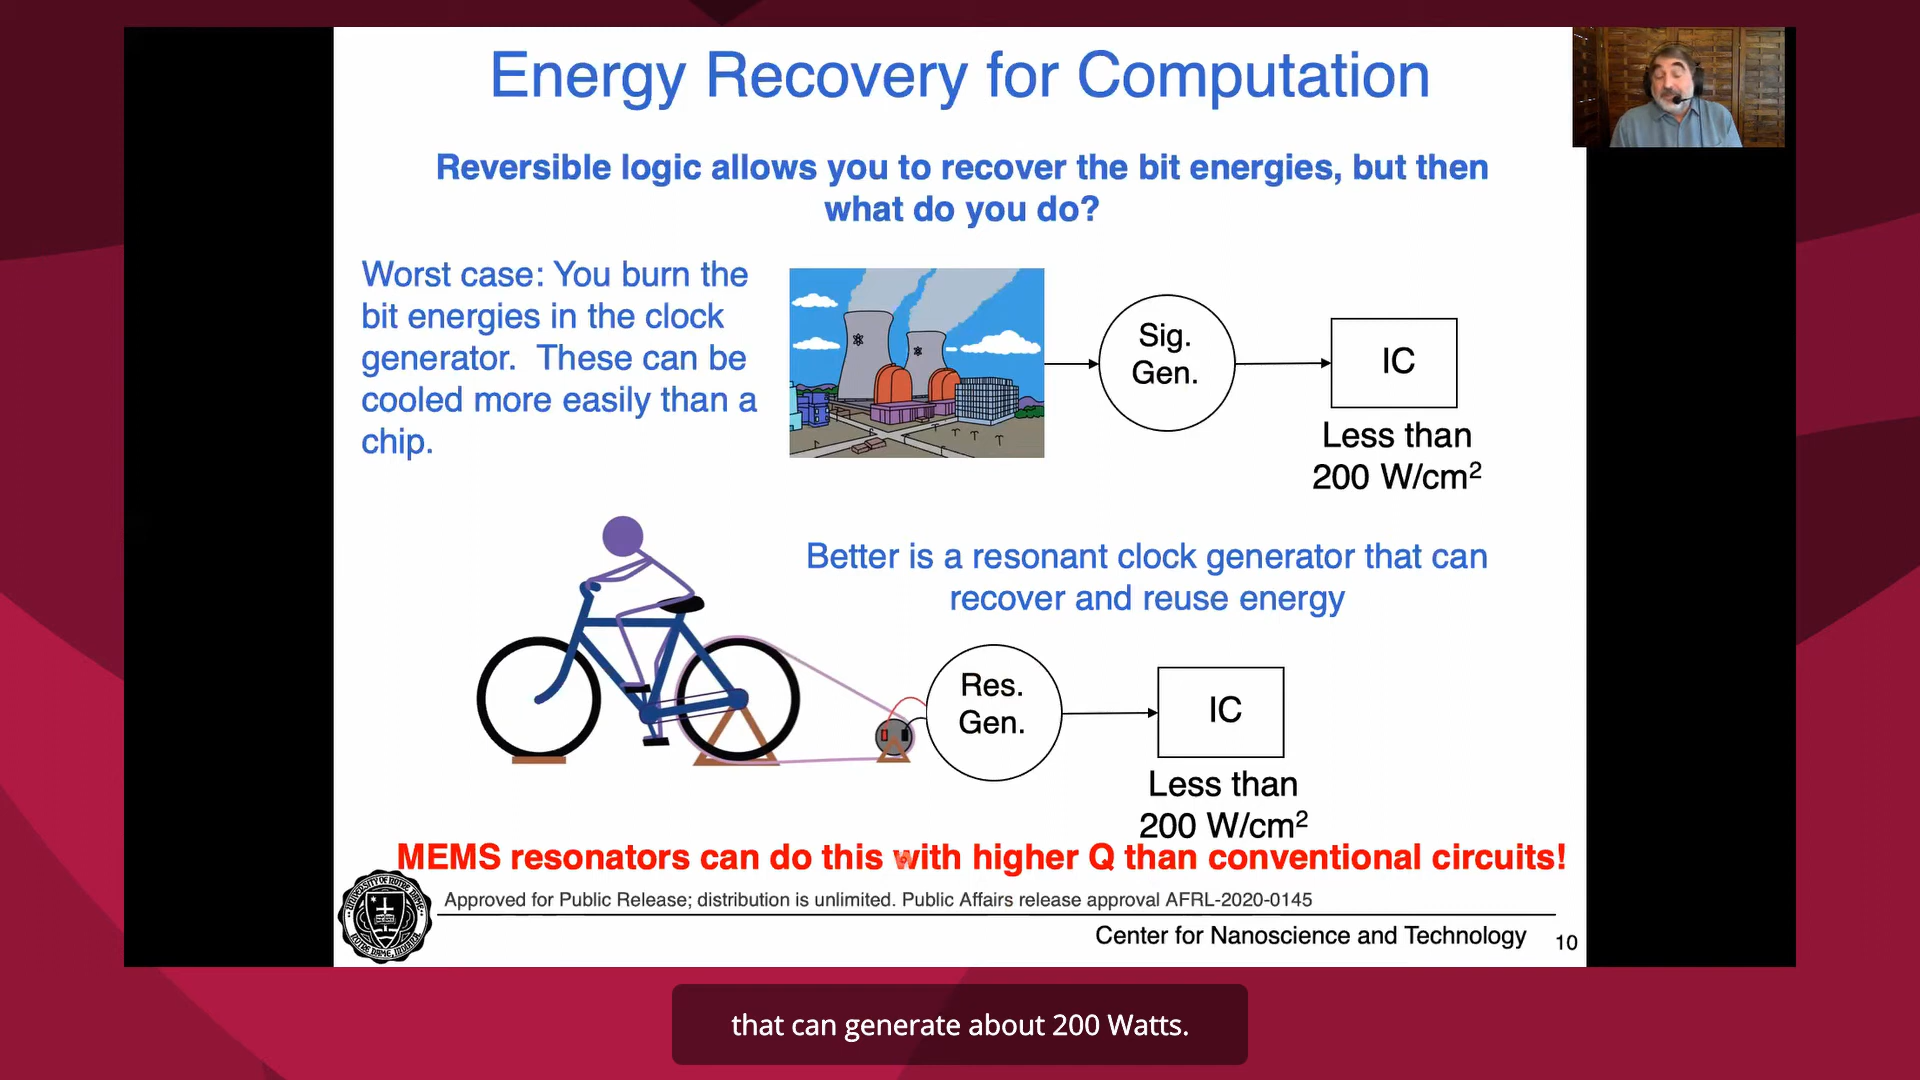 Energy Recovery for Computation
Reversible logic allows you to recover the bit energies, but then
what do you do?
Worst case: You burn the
bit energies in the clock
generator. These can be
cooled more easily than a
chip.
Sig.
Gen.
IC
Less than
200 W/cm²
Better is a resonant clock generator that can
recover and reuse energy
Res.
Gen.
IC
Less than
200 W/cm²
MEMS resonators can do this with higher Q than conventional circuits!
Approved for Public Release; distribution is unlimited. Public Affairs release approval AFRL-2020-0145
Center for Nanoscience and Technology
10
that can generate about 200 Watts.